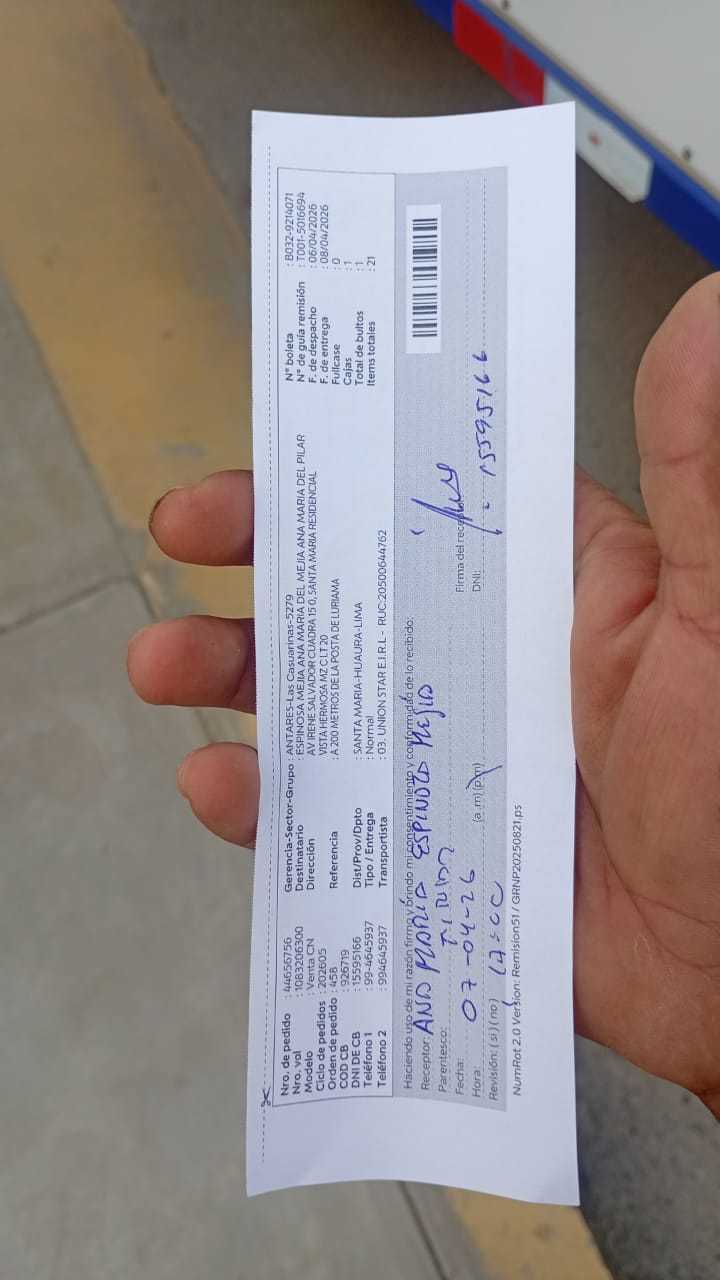 Nro. de pedido : 44656756
Nro. vol : 1083206300
Modelo : Venta CN
Ciclo de pedidos : 202605
Orden de pedido : 458
COD CB : 926719
DNI DE CB : 15595166
Teléfono 1 : 99-4645937
Teléfono 2 : 994645937
Gerencia-Sector-Grupo : ANTARES-Las Casuarinas-5279
Destinatario : ESPINOSA MEJIA ANA MARIA DEL MEJIA ANA MARIA DEL PILAR
Dirección : AV IRENE SALVADOR CUADRA 15 0, SANTA MARIA RESIDENCIAL
VISTA HERMOSA MZ C LT 20
Referencia : A 200 METROS DE LA POSTA DE LURIAMA
Dist/Prov/Dpto : SANTA MARIA-HUAURA-LIMA
Tipo / Entrega : Normal
Transportista : 03. UNION STAR E.I.R.L - RUC:20500644762
N° boleta : B032-9214071
N° de guía remisión : T001-5016694
F. de despacho : 06/04/2026
F. de entrega : 08/04/2026
Fullcase : 0
Cajas : 1
Total de bultos : 1
Items totales : 21
Haciendo uso de mi razón firmo y brindo mi consentimiento y conformidad de lo recibido:
Receptor: ANA MARIA ESPINOZA MEJIA
Parentesco:
Firma del receptor:
Fecha: 07-04-26
DNI: 15595166
Hora: (a.m) (p.m)
Revisión: ( si ) ( no )
NumRot 2.0 Version: Remision51 / GRNP20250821.ps